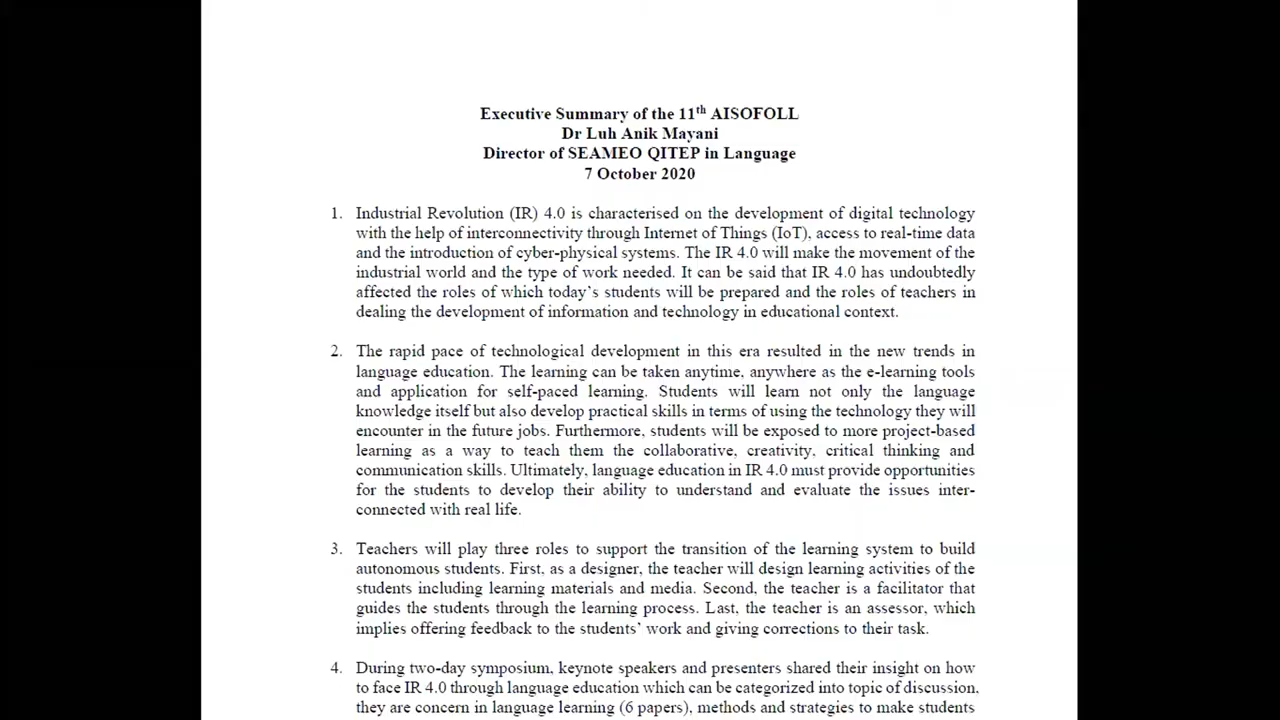 Executive Summary of the 11th AISOFOLL
Dr Luh Anik Mayani
Director of SEAMEO QITEP in Language
7 October 2020
1. Industrial Revolution (IR) 4.0 is characterised on the development of digital technology
with the help of interconnectivity through Internet of Things (IoT), access to real-time data
and the introduction of cyber-physical systems. The IR 4.0 will make the movement of the
industrial world and the type of work needed. It can be said that IR 4.0 has undoubtedly
affected the roles of which today's students will be prepared and the roles of teachers in
dealing the development of information and technology in educational context.
2. The rapid pace of technological development in this era resulted in the new trends in
language education. The learning can be taken anytime, anywhere as the e-learning tools
and application for self-paced learning. Students will learn not only the language
knowledge itself but also develop practical skills in terms of using the technology they will
encounter in the future jobs. Furthermore, students will be exposed to more project-based
learning as a way to teach them the collaborative, creativity, critical thinking and
communication skills. Ultimately, language education in IR 4.0 must provide opportunities
for the students to develop their ability to understand and evaluate the issues inter-
connected with real life.
3. Teachers will play three roles to support the transition of the learning system to build
autonomous students. First, as a designer, the teacher will design learning activities of the
students including learning materials and media. Second, the teacher is a facilitator that
guides the students through the learning process. Last, the teacher is an assessor, which
implies offering feedback to the students' work and giving corrections to their task.
4. During two-day symposium, keynote speakers and presenters shared their insight on how
to face IR 4.0 through language education which can be categorized into topic of discussion,
they are concern in language learning (6 papers), methods and strategies to make students